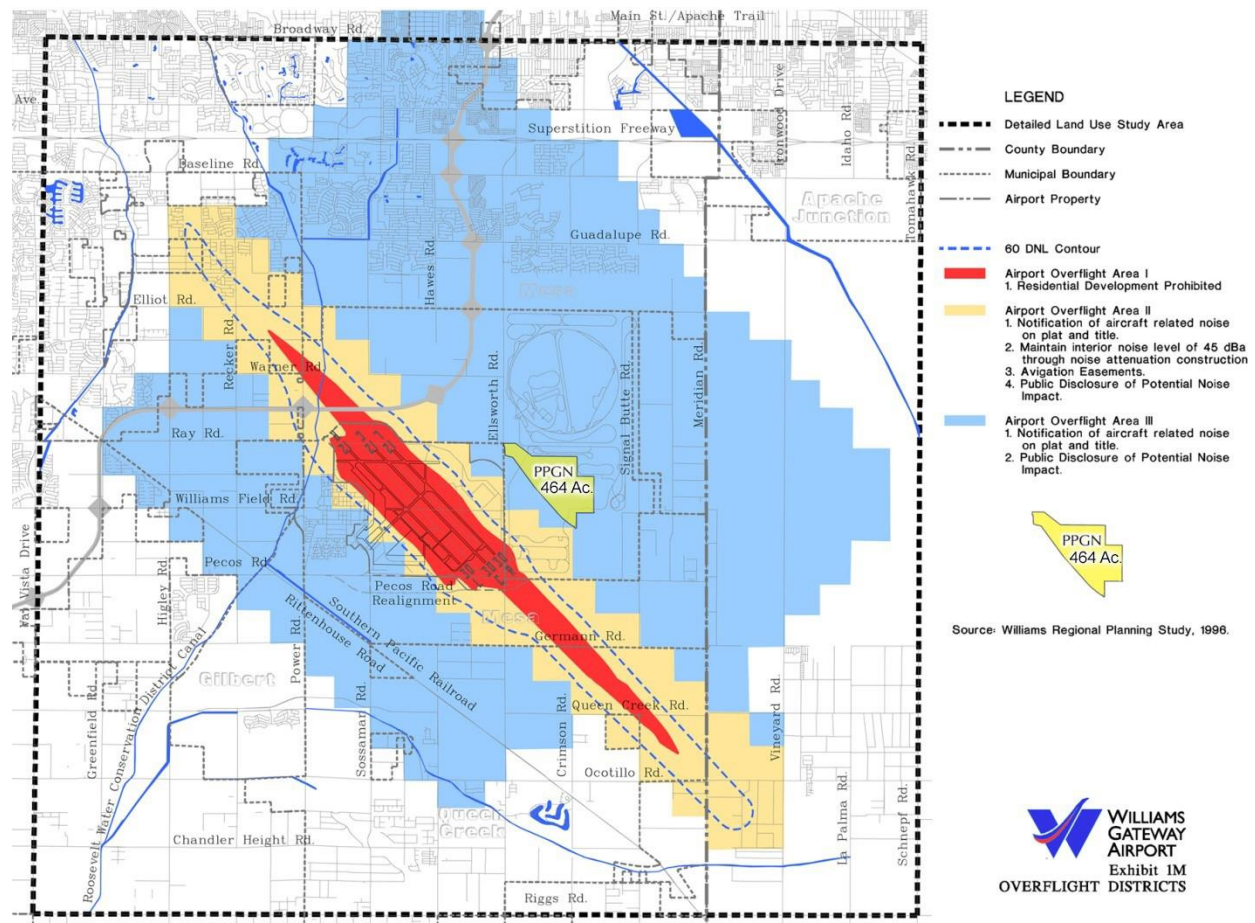 Main St./Apache Trail
Broadway Rd.
Ave.
Superstition Freeway
Ironwood Drive
Idaho Rd.
Tomahawk Rd.
Baseline Rd.
Apache
Junction
Guadalupe Rd.
Hawes Rd.
Mesa
Elliot Rd.
Recker Rd.
Warner Rd.
Ellsworth Rd.
Signal Butte Rd.
Meridian Rd.
Ray Rd.
PPGN
464 Ac.
Williams Field Rd.
Val Vista Drive
Higley Rd.
Pecos Rd.
Pecos Road
Realignment
Mesa
Southern Pacific Railroad
Rittenhouse Road
Germann Rd.
Power Rd.
Gilbert
Greenfield Rd.
Roosevelt Water Conservation District Canal
Sossaman Rd.
Queen Creek Rd.
Crimson Rd.
Vineyard Rd.
Ocotillo Rd.
Queen
Creek
Chandler Height Rd.
La Palma Rd.
Schnepf Rd.
Riggs Rd.
LEGEND
Detailed Land Use Study Area
County Boundary
Municipal Boundary
Airport Property
60 DNL Contour
Airport Overflight Area I
1. Residential Development Prohibited
Airport Overflight Area II
1. Notification of aircraft related noise
on plat and title.
2. Maintain interior noise level of 45 dBa
through noise attenuation construction
3. Avigation Easements.
4. Public Disclosure of Potential Noise
Impact.
Airport Overflight Area III
1. Notification of aircraft related noise
on plat and title.
2. Public Disclosure of Potential Noise
Impact.
PPGN
464 Ac.
Source: Williams Regional Planning Study, 1996.
WILLIAMS
GATEWAY
AIRPORT
Exhibit 1M
OVERFLIGHT DISTRICTS